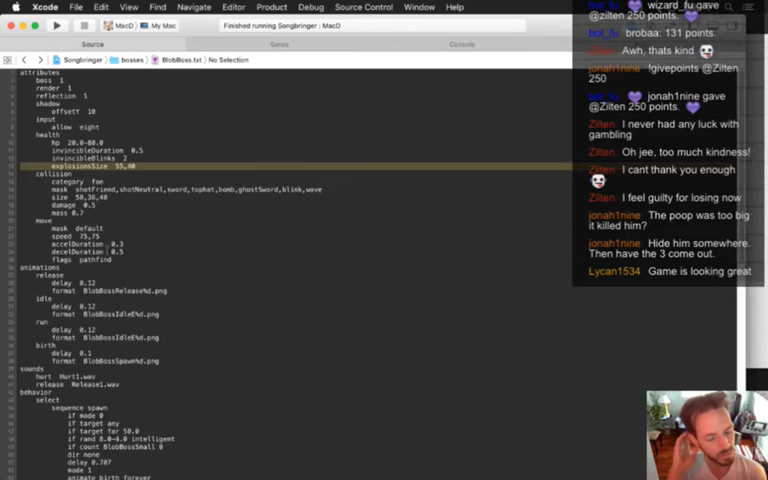 Xcode File Edit View Find Navigate Editor Product Debug Source Control Window Help
MacD My Mac
Finished running Songbringer : MacD
Source
Saves
Console
Songbringer bosses BlobBoss.txt No Selection
attributes
boss 1
render 1
reflection 1
shadow
offsetY 10
input
allow eight
health
hp 20.0-80.0
invincibleDuration 0.5
invincibleBlinks 2
explosionsSize 55,40
collision
category foe
mask shotFriend,shotNeutral,sword,tophat,bomb,ghostSword,blink,wave
size 50,36,40
damage 0.5
mass 0.7
move
mask default
speed 75,75
accelDuration 0.3
decelDuration 0.5
flags pathfind
animations
release
delay 0.12
format BlobBossRelease%d.png
idle
delay 0.12
format BlobBossIdleE%d.png
run
delay 0.12
format BlobBossIdleE%d.png
birth
delay 0.1
format BlobBossSpawn%d.png
sounds
hurt Hurt1.wav
release Release1.wav
behavior
select
sequence spawn
if mode 0
if target any
if target far 50.0
if rand 8.0-4.0 intelligent
if count BlobBossSmall 0
dir none
delay 0.707
mode 1
animate birth forever
bot_fu wizard_fu gave
@Zilten 250 points.
bot_fu: brobaa: 131 points.
Zilten: Awh, thats kind
jonah1nine: !givepoints @Zilten
250
bot_fu: jonah1nine gave
@Zilten 250 points.
Zilten: I never had any luck with
gambling
Zilten: Oh jee, too much kindness!
Zilten: I cant thank you enough
Zilten: I feel guilty for losing now
jonah1nine: The poop was too big
it killed him?
jonah1nine: Hide him somewhere.
Then have the 3 come out.
Lycan1534: Game is looking great